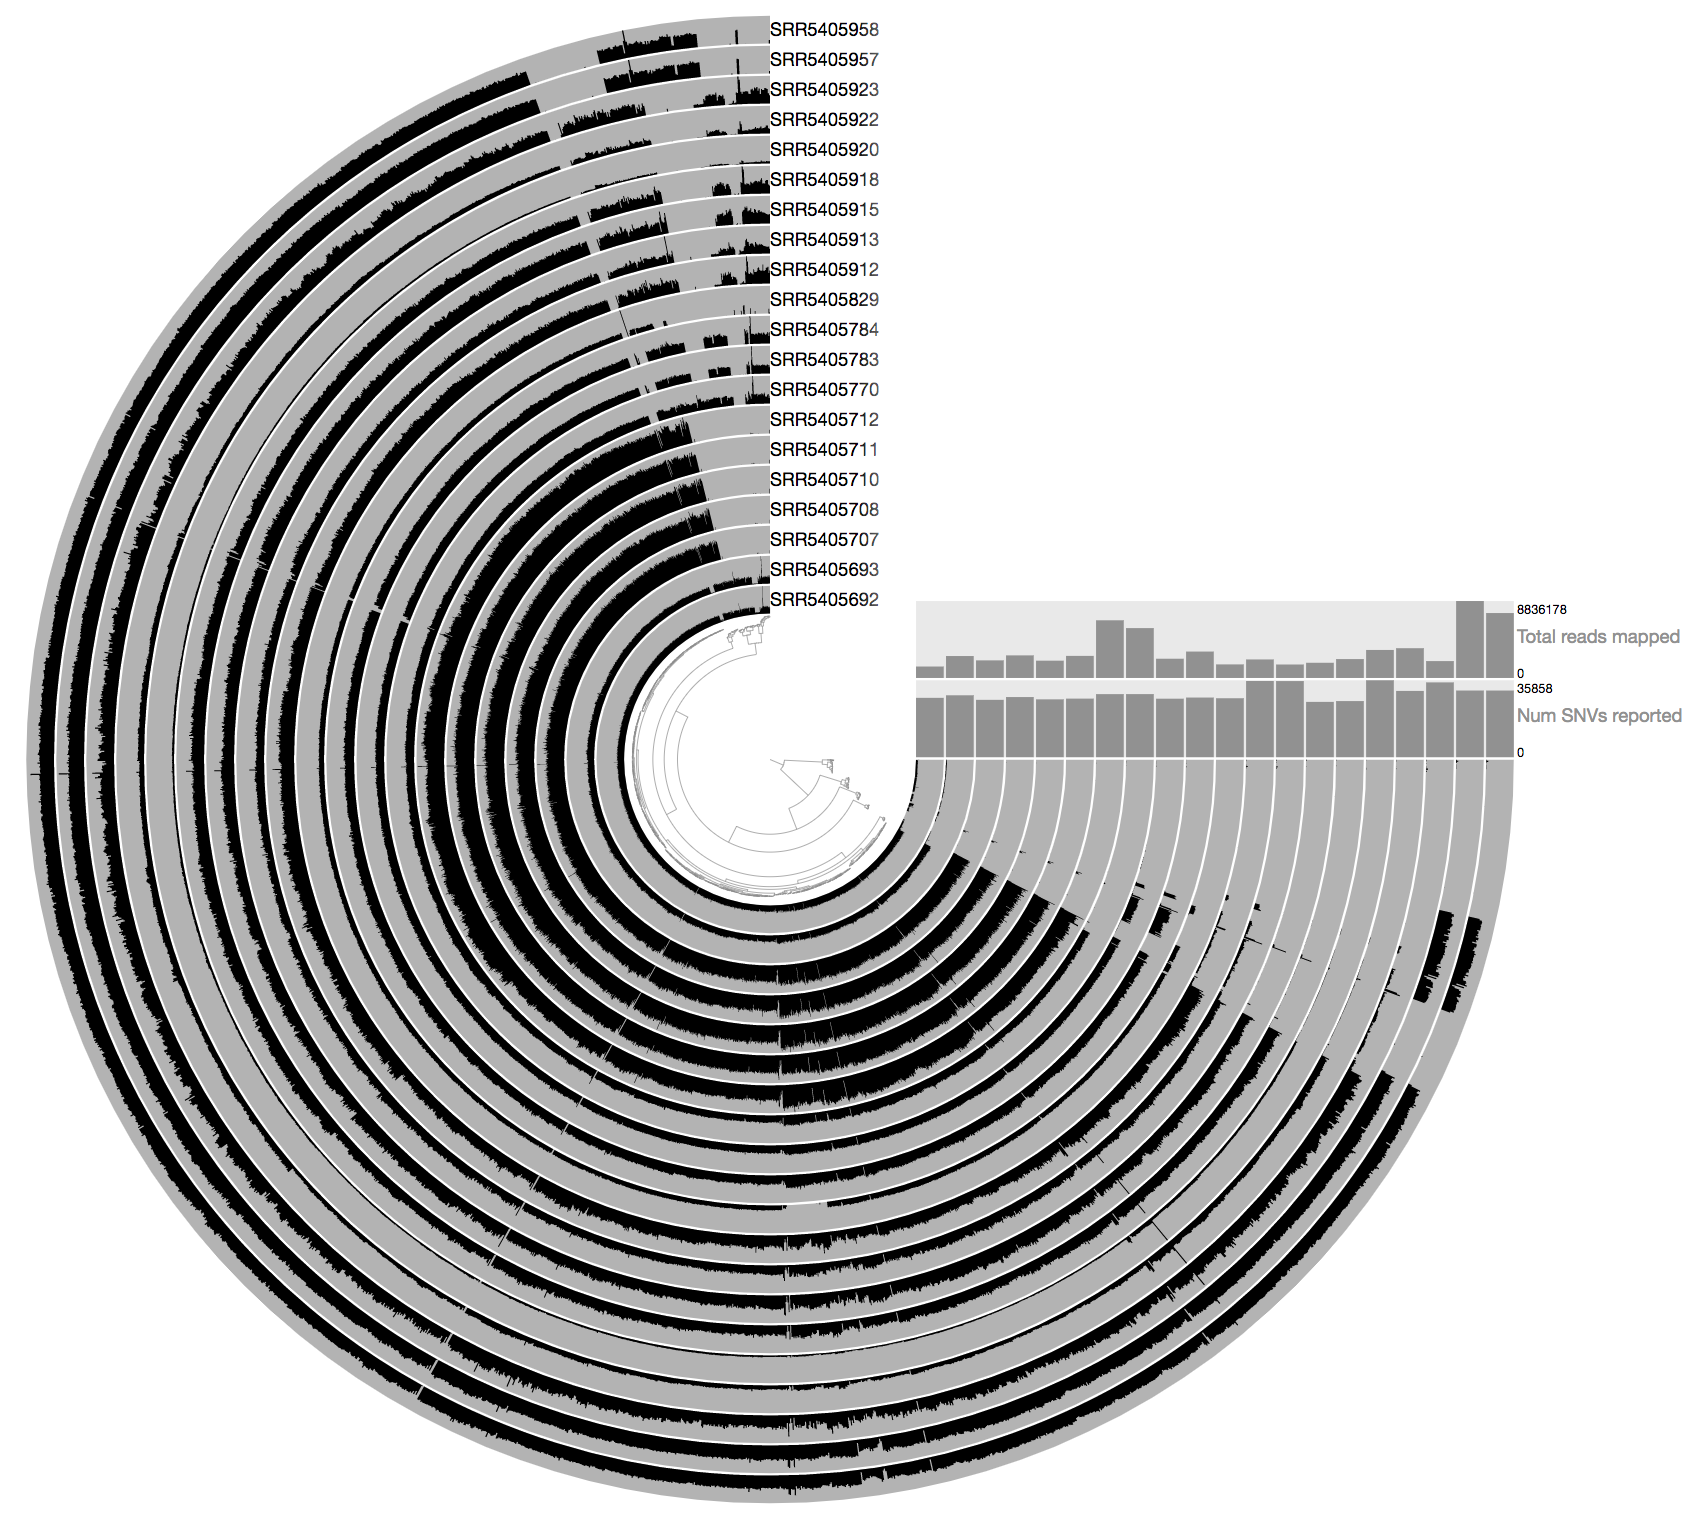 SRR5405958
SRR5405957
SRR5405923
SRR5405922
SRR5405920
SRR5405918
SRR5405915
SRR5405913
SRR5405912
SRR5405829
SRR5405784
SRR5405783
SRR5405770
SRR5405712
SRR5405711
SRR5405710
SRR5405708
SRR5405707
SRR5405693
SRR5405692
8836178
Total reads mapped
0
35858
Num SNVs reported
0